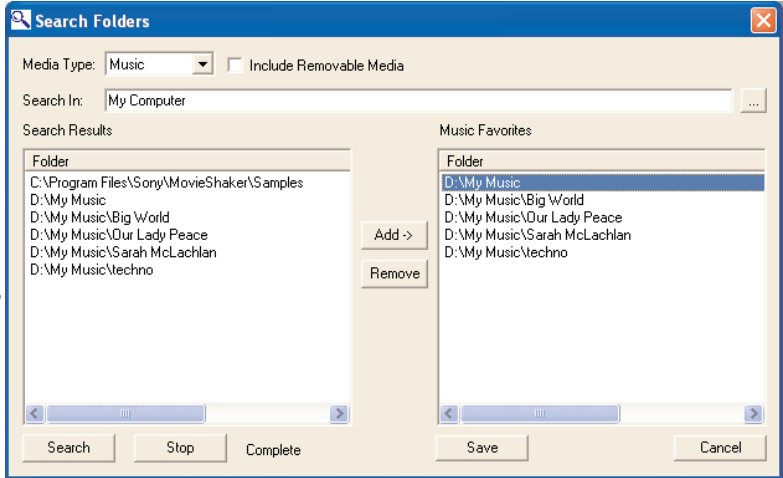 Search Folders
Media Type: Music Include Removable Media
Search In: My Computer ...
Search Results
Folder
C:\Program Files\Sony\MovieShaker\Samples
D:\My Music
D:\My Music\Big World
D:\My Music\Our Lady Peace
D:\My Music\Sarah McLachlan
D:\My Music\techno
Add ->
Remove
Music Favorites
Folder
D:\My Music
D:\My Music\Big World
D:\My Music\Our Lady Peace
D:\My Music\Sarah McLachlan
D:\My Music\techno
Search Stop Complete Save Cancel